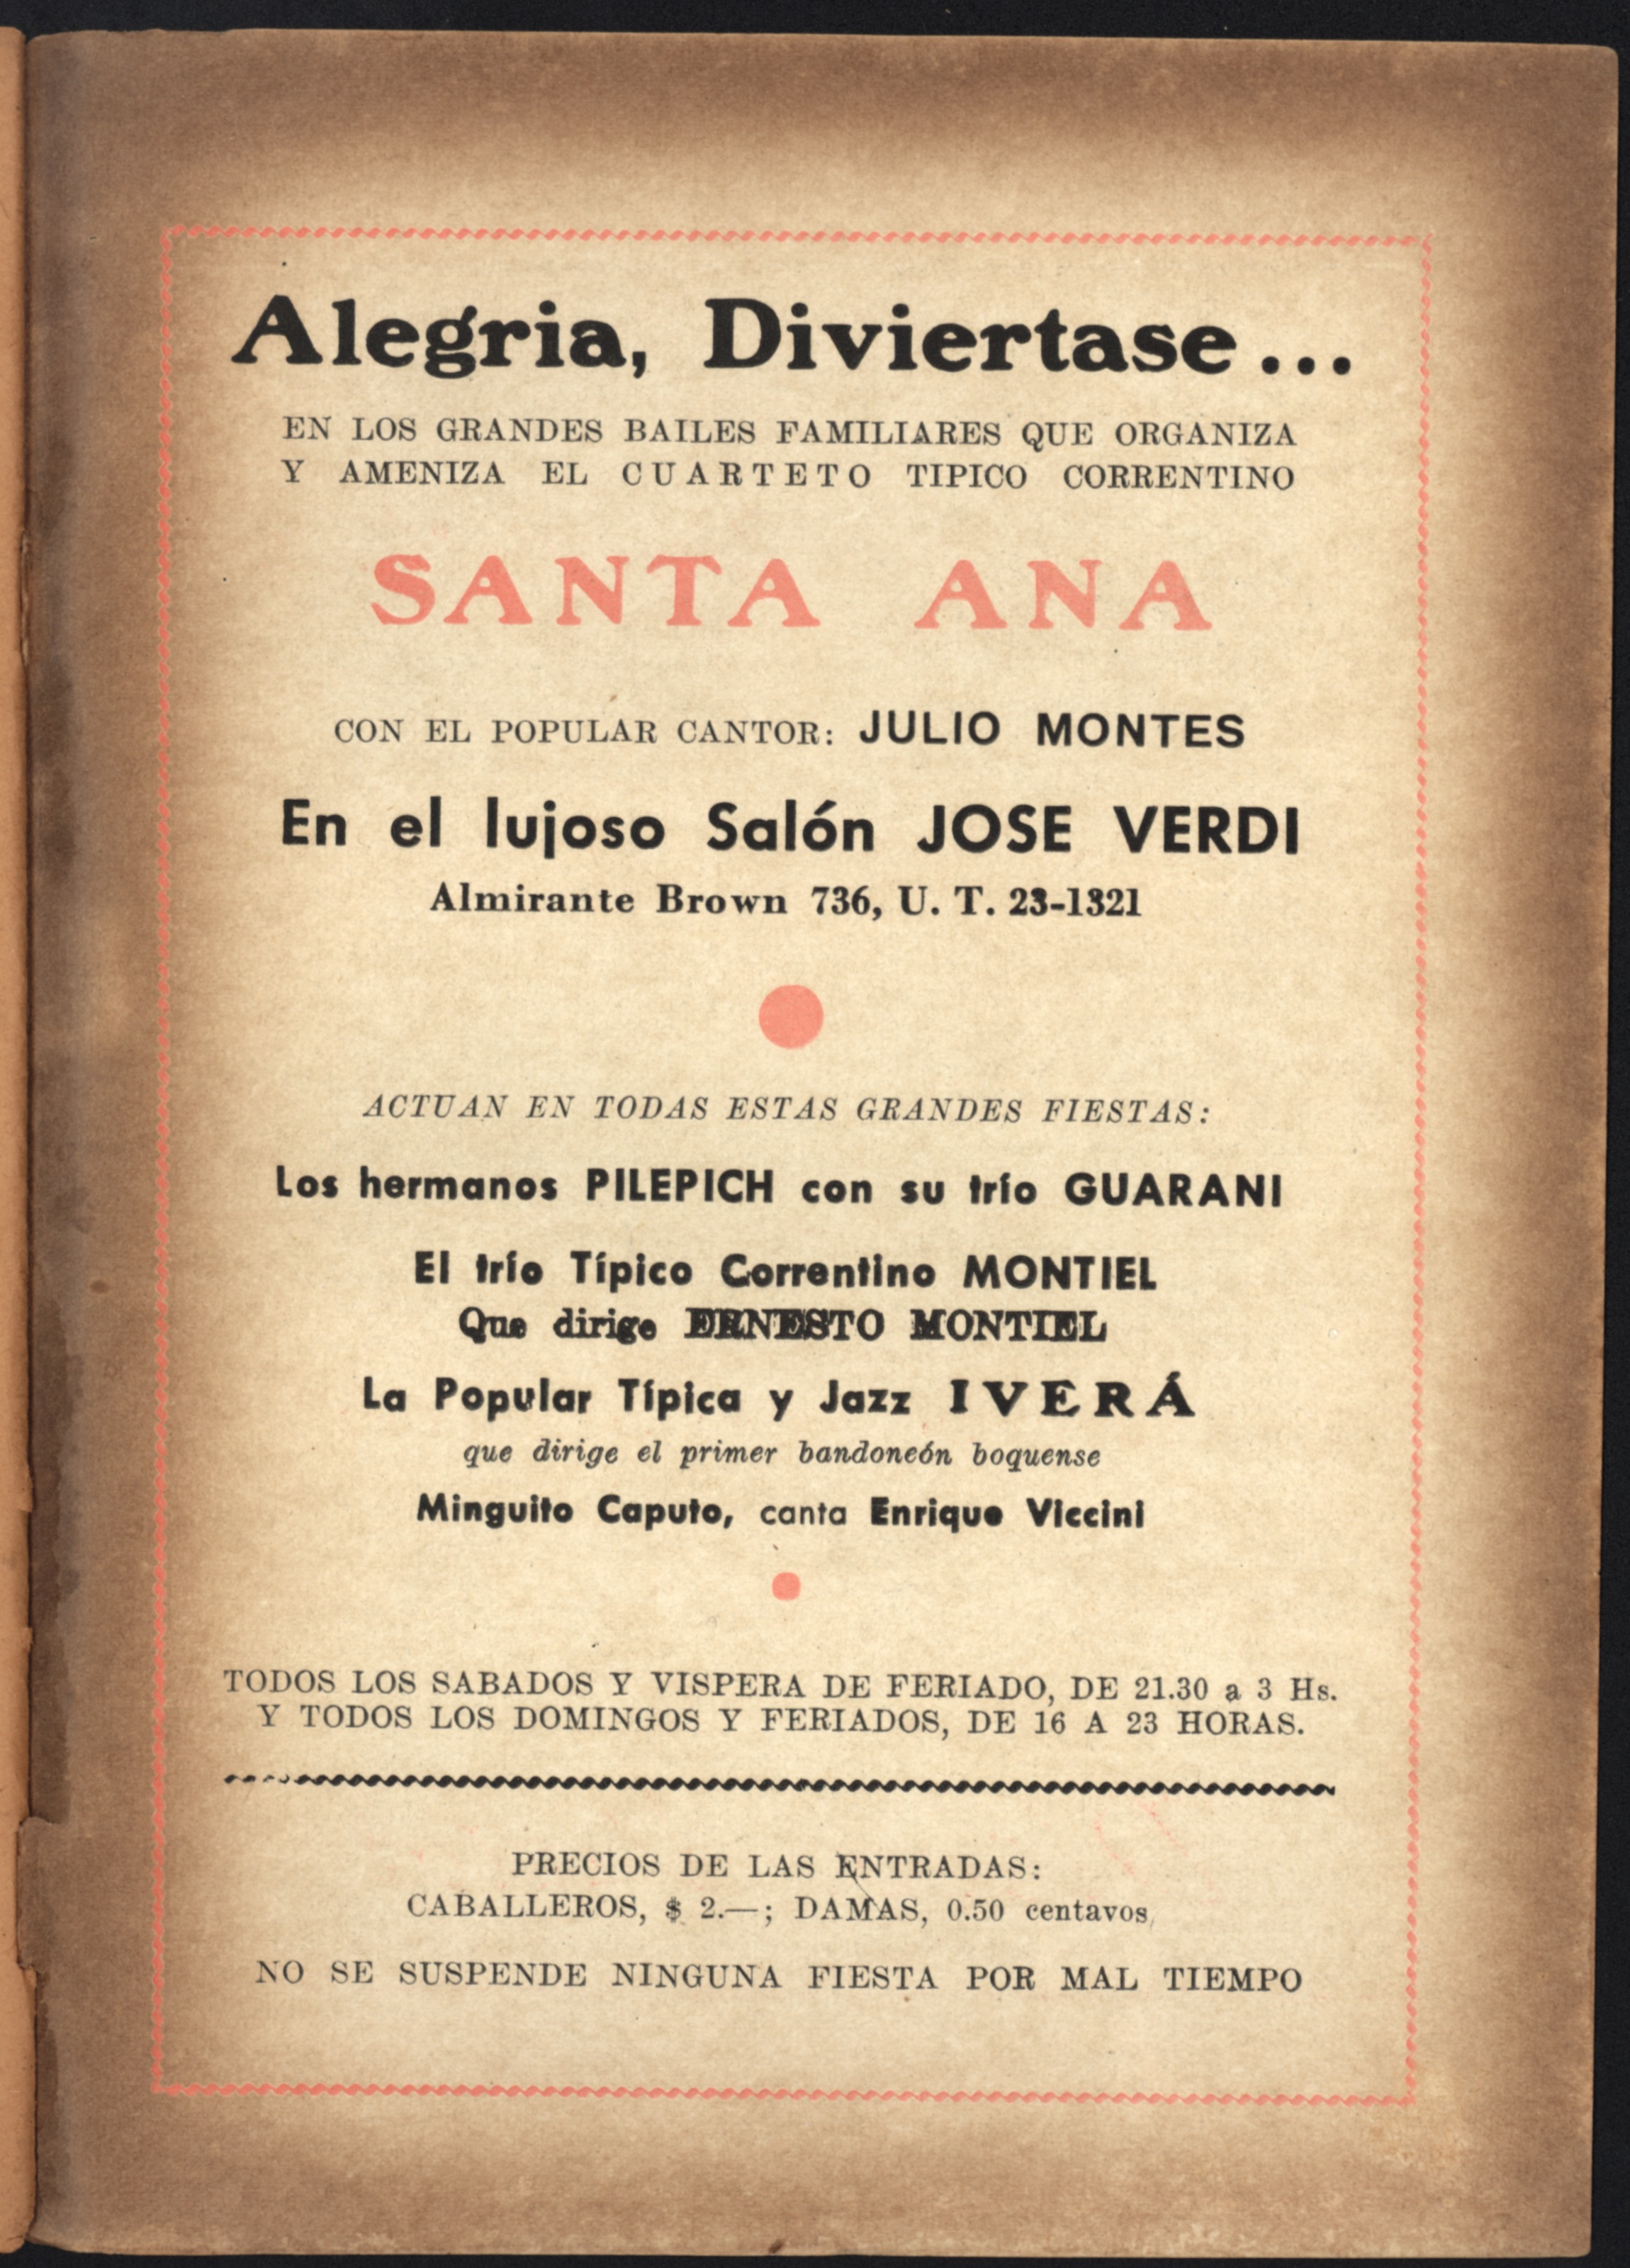 Alegria, Diviertase...
EN LOS GRANDES BAILES FAMILIARES QUE ORGANIZA
Y AMENIZA EL CUARTETO TIPICO CORRENTINO
SANTA ANA
CON EL POPULAR CANTOR: JULIO MONTES
En el lujoso Salón JOSE VERDI
Almirante Brown 736, U. T. 23-1321
ACTUAN EN TODAS ESTAS GRANDES FIESTAS:
Los hermanos PILEPICH con su trío GUARANI
El trío Típico Correntino MONTIEL
Que dirige ERNESTO MONTIEL
La Popular Típica y Jazz IVERÁ
que dirige el primer bandoneón boquense
Minguito Caputo, canta Enrique Viccini
TODOS LOS SABADOS Y VISPERA DE FERIADO, DE 21.30 a 3 Hs.
Y TODOS LOS DOMINGOS Y FERIADOS, DE 16 A 23 HORAS.
PRECIOS DE LAS ENTRADAS:
CABALLEROS, $ 2.—; DAMAS, 0.50 centavos,
NO SE SUSPENDE NINGUNA FIESTA POR MAL TIEMPO